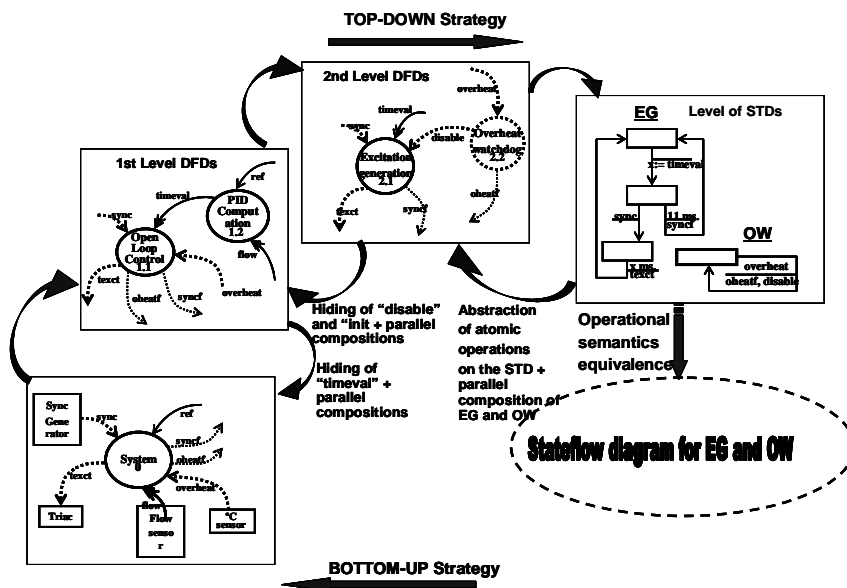 TOP-DOWN Strategy
2nd Level DFDs
overheat
timeval
sync
disable
Excitation
generation
2,1
Overheat
watchdog
2,2
texct
syncf
oheatf
Level of STDs
EG
x:= timeval
sync
11 ms
syncf
x ms
texct
OW
overheat
oheatf, disable
1st Level DFDs
ref
timeval
PID
Comput
ation
1,2
sync
Open
Loop
Control
1,1
flow
texct
oheatf
syncf
overheat
Hiding of “disable”
and “init + parallel
compositions
Hiding of
“timeval” +
parallel
compositions
Abstraction
of atomic
operations
on the STD +
parallel
composition of
EG and OW
Operational
semantics
equivalence
Stateflow diagram for EG and OW
Sync
Gene
rator
sync
ref
syncf
System
0
oheatf
texct
overheat
flow
Triac
Flow
senso
r
°C
sensor
BOTTOM-UP Strategy